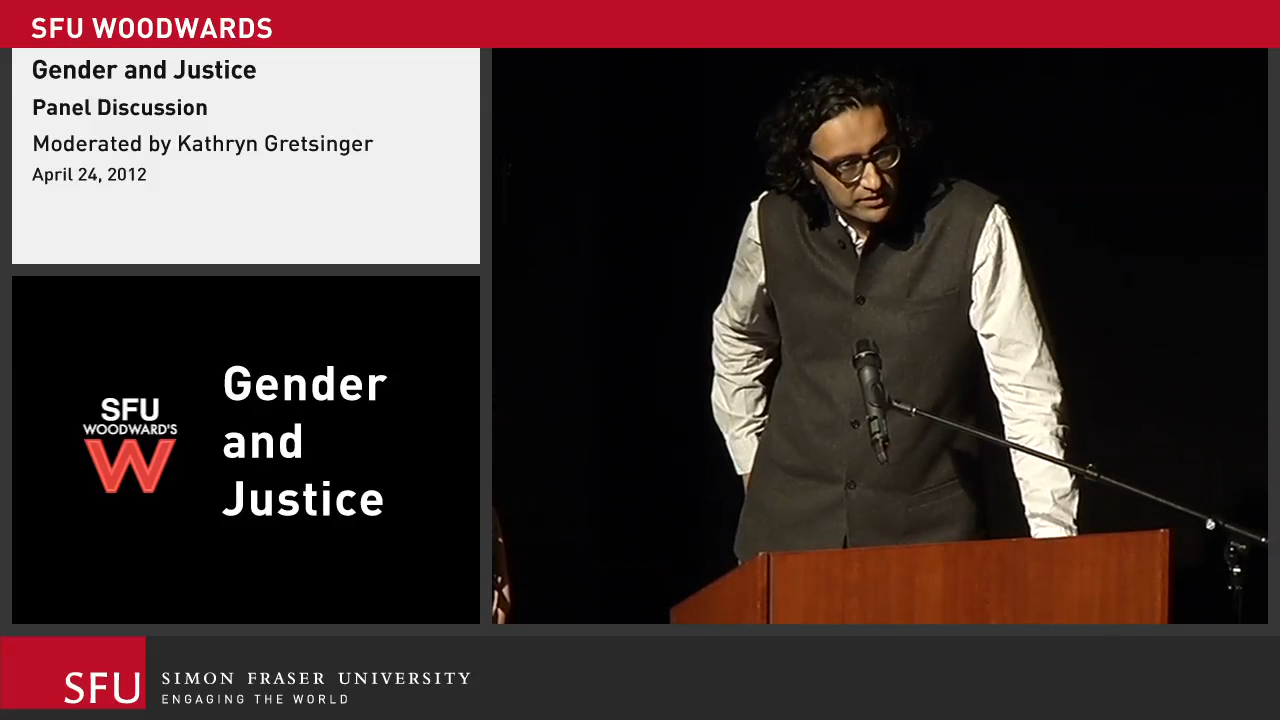 SFU WOODWARDS
Gender and Justice
Panel Discussion
Moderated by Kathryn Gretsinger
April 24, 2012
SFU
WOODWARD'S
W
Gender
and
Justice
SFU
SIMON FRASER UNIVERSITY
ENGAGING THE WORLD